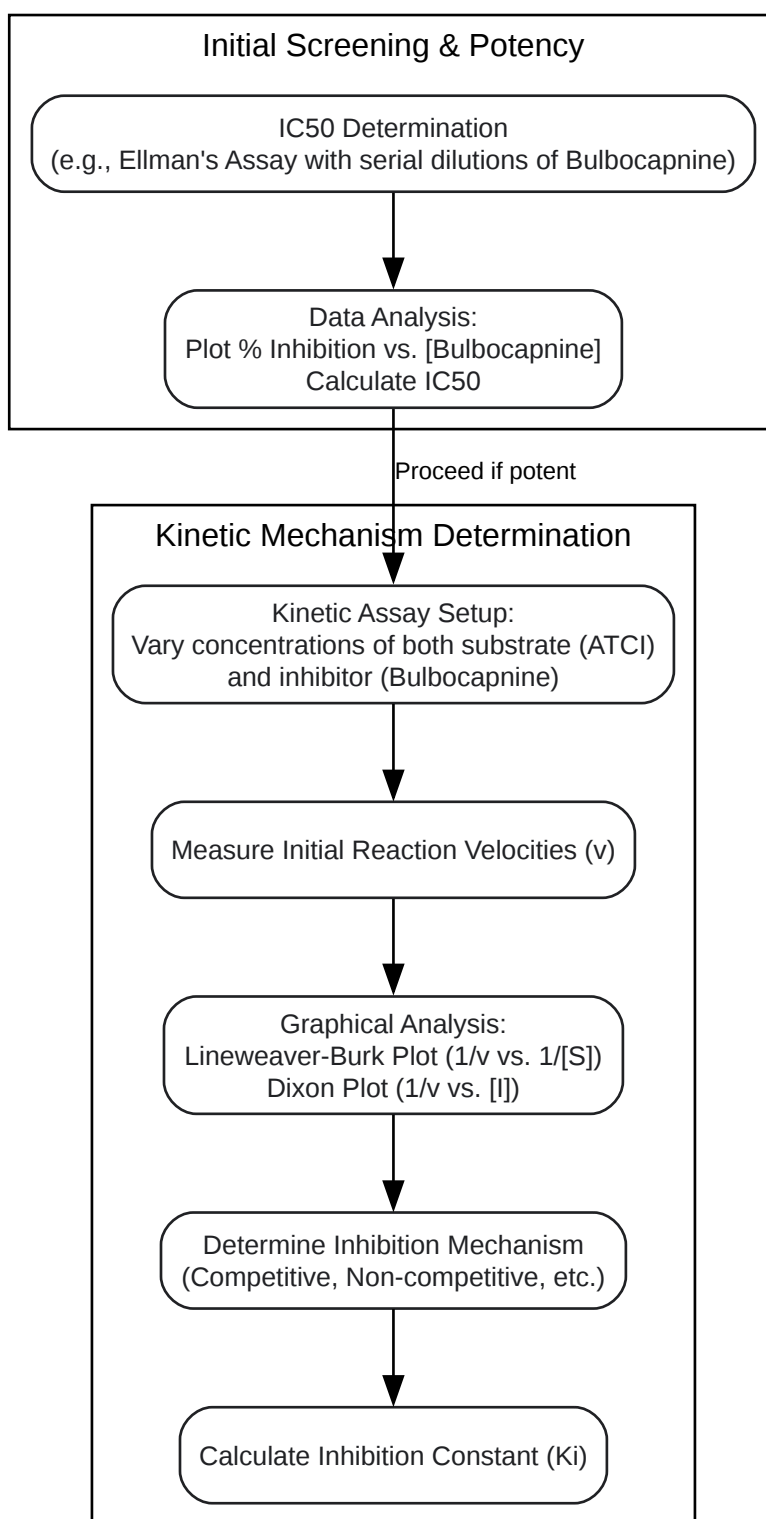 Initial Screening & Potency
IC50 Determination
(e.g., Ellman's Assay with serial dilutions of Bulbocapnine)
Data Analysis:
Plot % Inhibition vs. [Bulbocapnine]
Calculate IC50
Proceed if potent
Kinetic Mechanism Determination
Kinetic Assay Setup:
Vary concentrations of both substrate (ATCI)
and inhibitor (Bulbocapnine)
Measure Initial Reaction Velocities (v)
Graphical Analysis:
Lineweaver-Burk Plot (1/v vs. 1/[S])
Dixon Plot (1/v vs. [I])
Determine Inhibition Mechanism
(Competitive, Non-competitive, etc.)
Calculate Inhibition Constant (Ki)